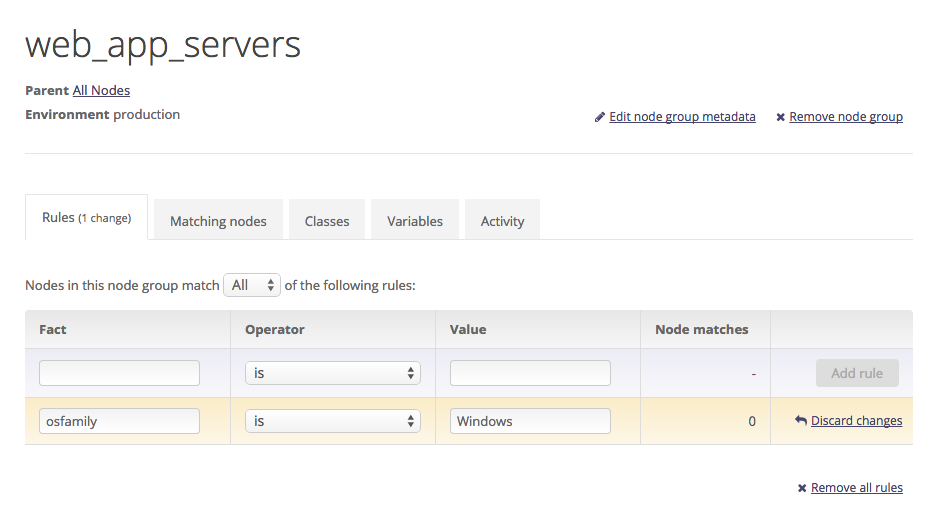 web_app_servers
Parent All Nodes
Environment production
Edit node group metadata Remove node group
Rules (1 change) Matching nodes Classes Variables Activity
Nodes in this node group match All of the following rules:
Fact Operator Value Node matches
is - Add rule
osfamily is Windows 0 Discard changes
Remove all rules